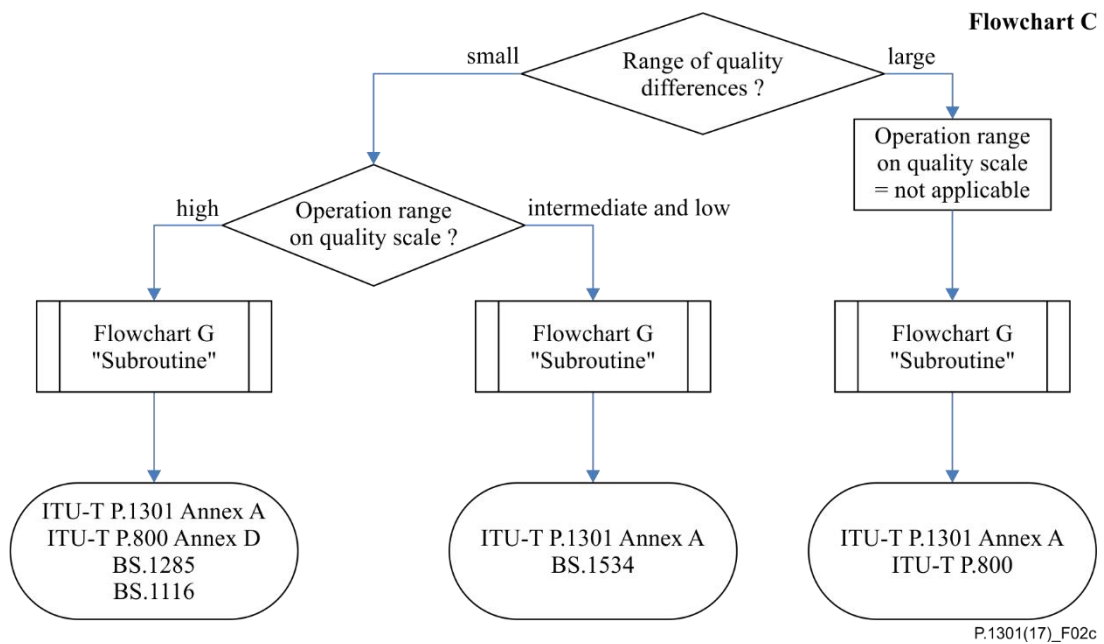 Flowchart C
small
Range of quality
differences ?
large
Operation range
on quality scale
= not applicable
high
Operation range
on quality scale ?
intermediate and low
Flowchart G
"Subroutine"
Flowchart G
"Subroutine"
Flowchart G
"Subroutine"
ITU-T P.1301 Annex A
ITU-T P.800 Annex D
BS.1285
BS.1116
ITU-T P.1301 Annex A
BS.1534
ITU-T P.1301 Annex A
ITU-T P.800
P.1301(17)_F02c